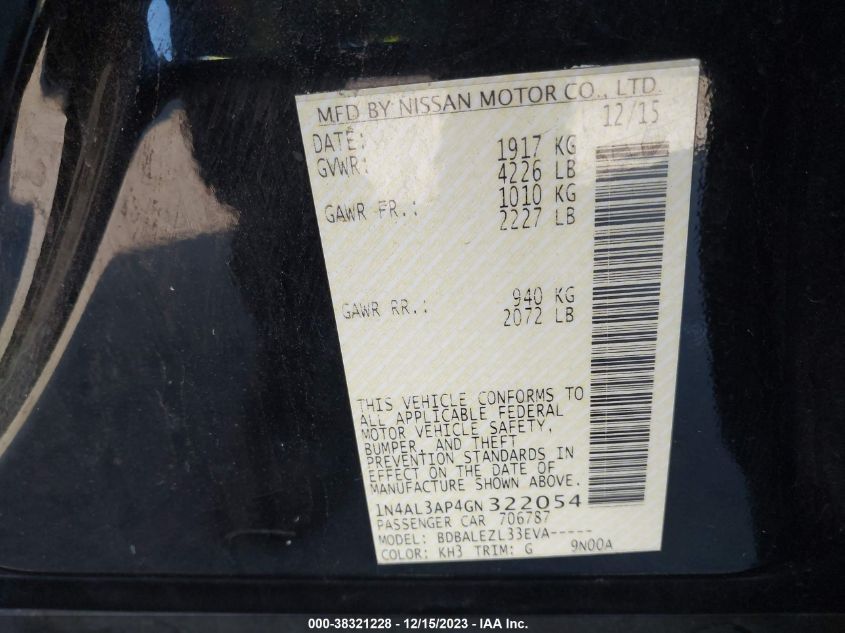 MFD BY NISSAN MOTOR CO., LTD.
DATE: 12/15
GVWR: 1917 KG
4226 LB
GAWR FR.: 1010 KG
2227 LB
GAWR RR.: 940 KG
2072 LB
THIS VEHICLE CONFORMS TO
ALL APPLICABLE FEDERAL
MOTOR VEHICLE SAFETY,
BUMPER, AND THEFT
PREVENTION STANDARDS IN
EFFECT ON THE DATE OF
MANUFACTURE SHOWN ABOVE.
1N4AL3AP4GN322054
PASSENGER CAR 706787
MODEL: BDBALEZL33EVA-----
COLOR: KH3 TRIM: G 9N00A
000-38321228 - 12/15/2023 - IAA Inc.